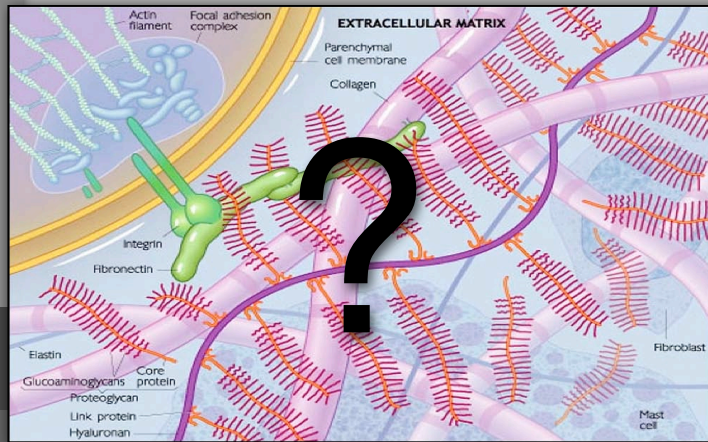 Actin
filament
Focal adhesion
complex
EXTRACELLULAR MATRIX
Parenchymal
cell membrane
Collagen
?
Integrin
Fibronectin
Elastin
Glucoaminoglycans
Core
protein
Proteoglycan
Link protein
Hyaluronan
Fibroblast
Mast
cell